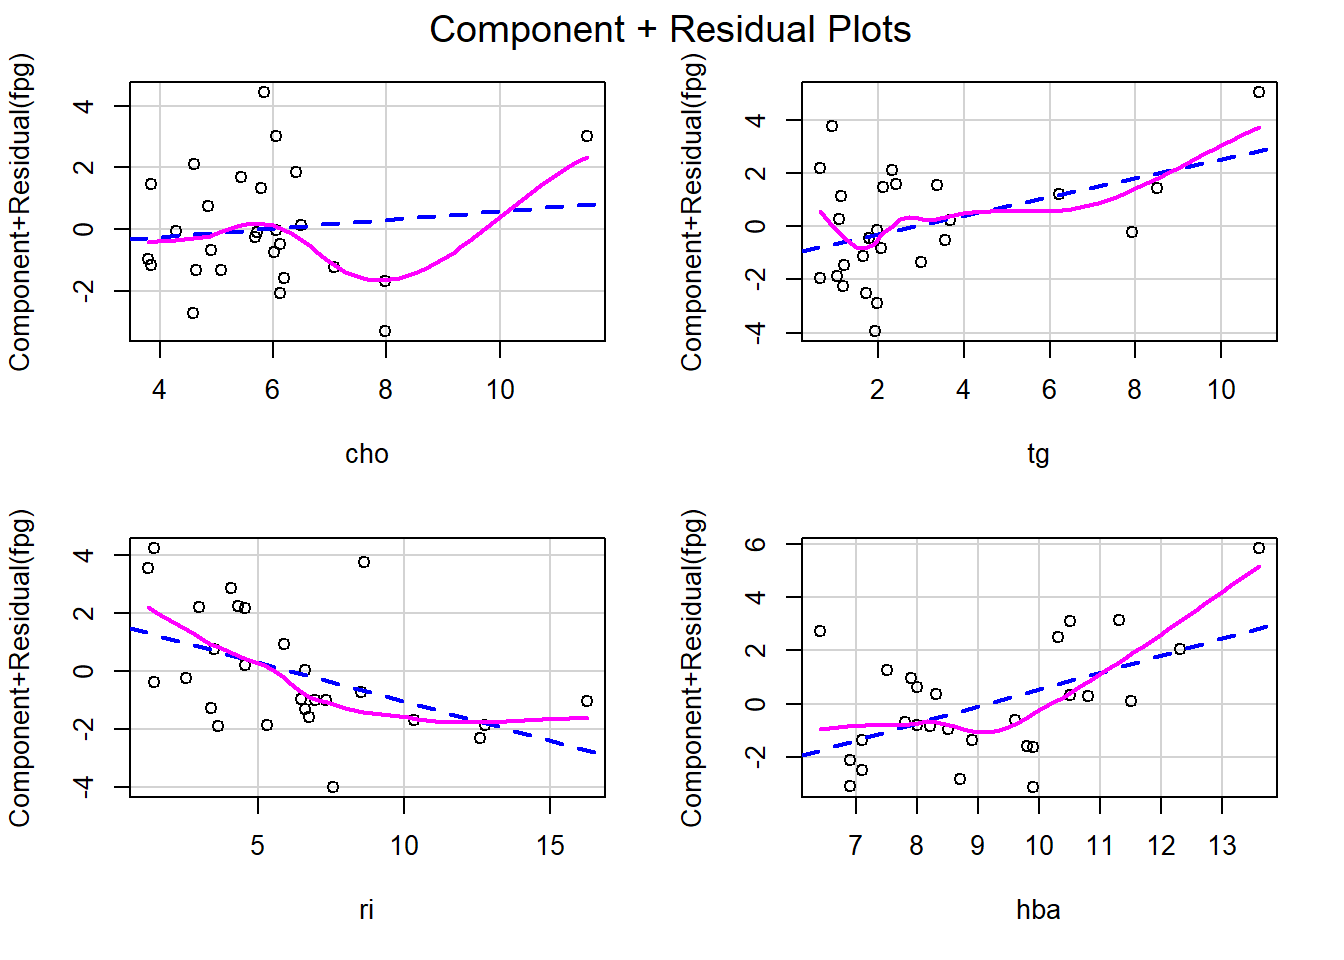 Component + Residual Plots
Component+Residual(fpg)
4
2
0
-2
4 6 8 10
cho
Component+Residual(fpg)
4
2
0
-2
-4
2 4 6 8 10
tg
Component+Residual(fpg)
4
2
0
-2
-4
5 10 15
ri
Component+Residual(fpg)
6
4
2
0
-2
7 8 9 10 11 12 13
hba